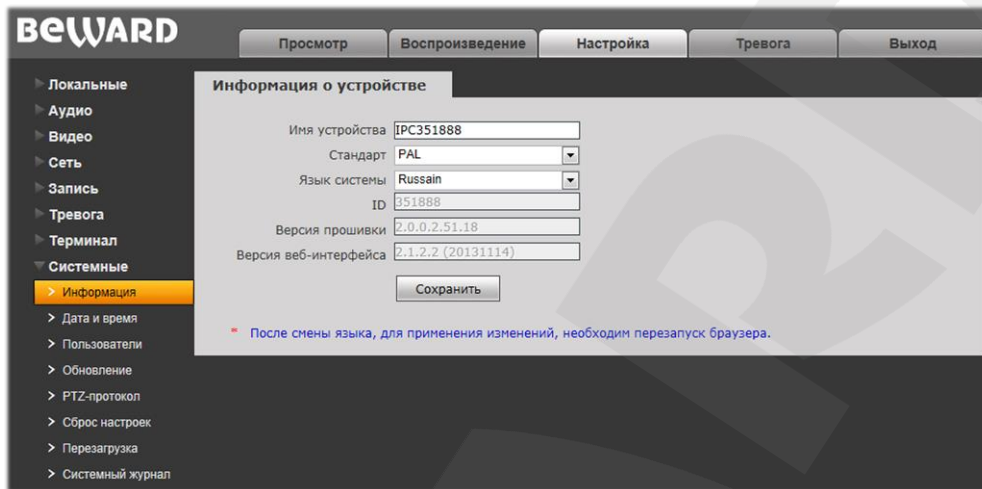 BEWARD
Просмотр
Воспроизведение
Настройка
Тревога
Выход
Локальные
Аудио
Видео
Сеть
Запись
Тревога
Терминал
Системные
Информация
Дата и время
Пользователи
Обновление
PTZ-протокол
Сброс настроек
Перезагрузка
Системный журнал
Информация о устройстве
Имя устройства IPC351888
Стандарт PAL
Язык системы Russain
ID 351888
Версия прошивки 2.0.0.2.51.18
Версия веб-интерфейса 2.1.2.2 (20131114)
Сохранить
* После смены языка, для применения изменений, необходим перезапуск браузера.